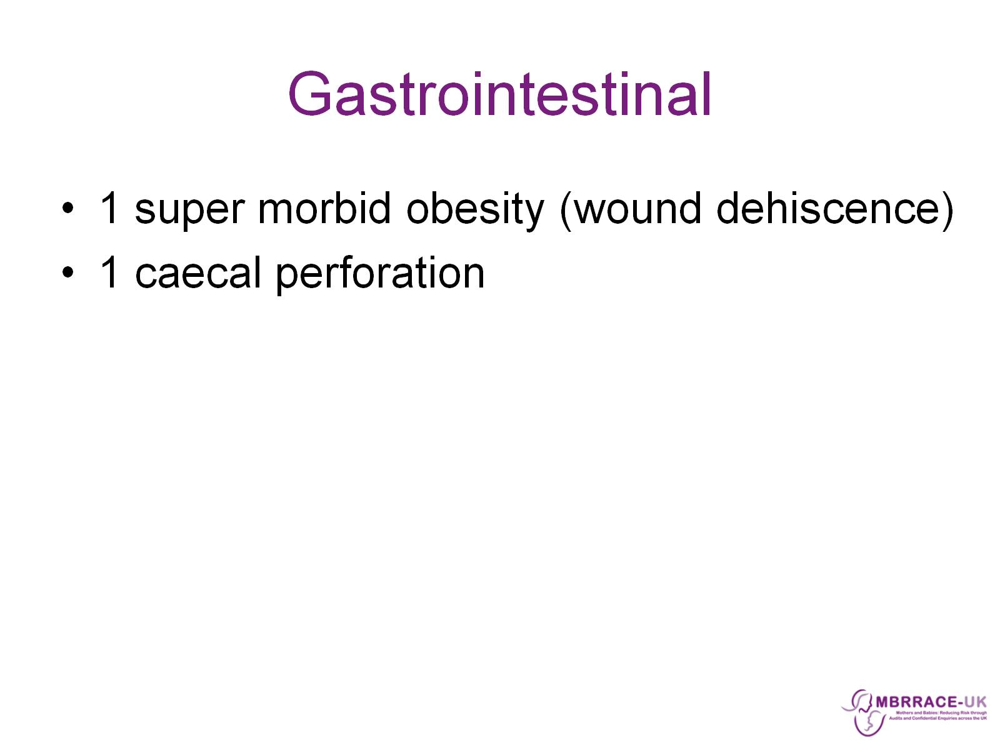 Gastrointestinal
• 1 super morbid obesity (wound dehiscence)
• 1 caecal perforation
MBRRACE-UK
Mothers and Babies: Reducing Risk through
Audits and Confidential Enquiries across the UK